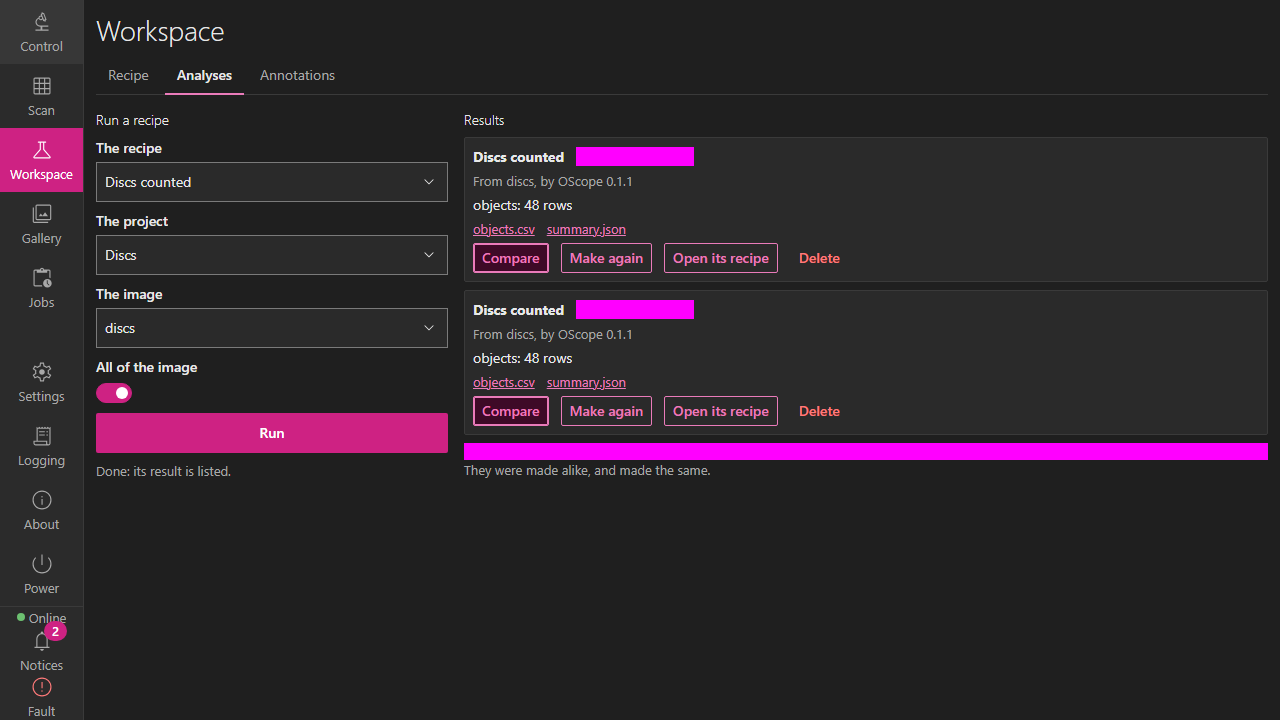 Control
Scan
Workspace
Gallery
Jobs
Settings
Logging
About
Power
Online
2
Notices
Fault
Workspace
Recipe
Analyses
Annotations
Run a recipe
The recipe
Discs counted
The project
Discs
The image
discs
All of the image
Run
Done: its result is listed.
Results
Discs counted
From discs, by OScope 0.1.1
objects: 48 rows
objects.csv summary.json
Compare Make again Open its recipe Delete
Discs counted
From discs, by OScope 0.1.1
objects: 48 rows
objects.csv summary.json
Compare Make again Open its recipe Delete
They were made alike, and made the same.